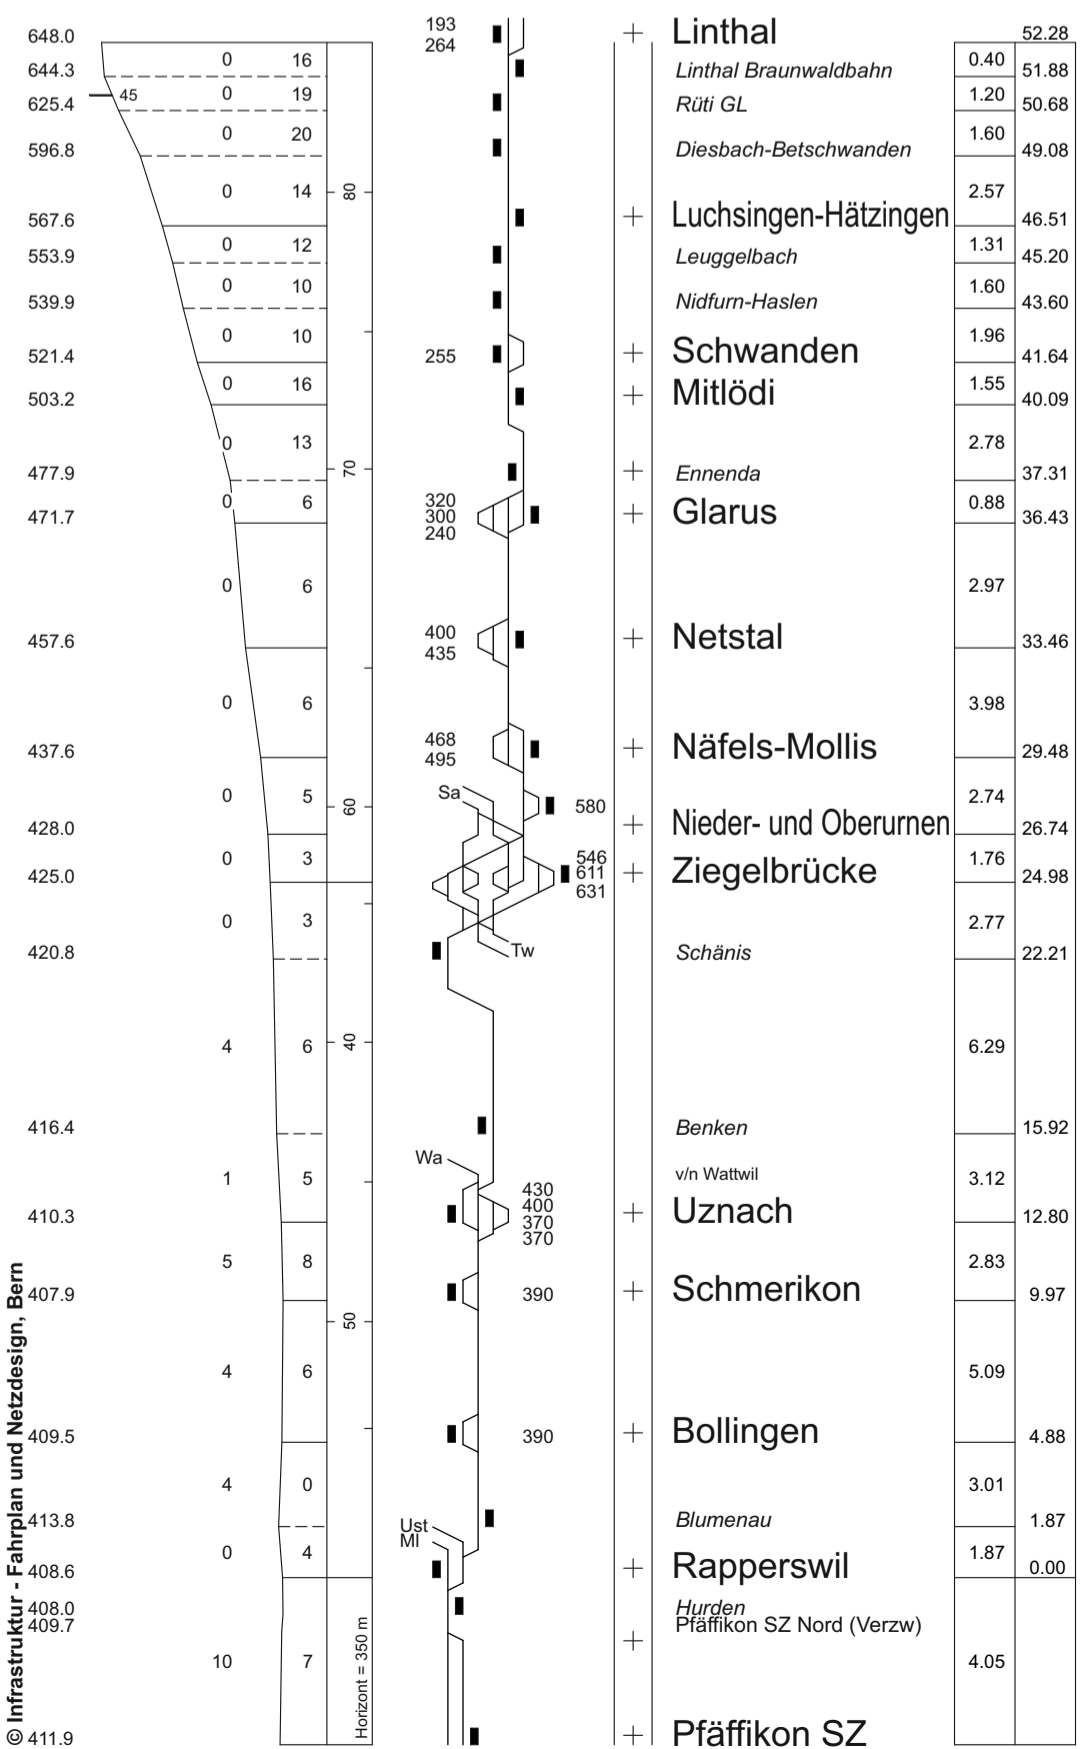 648.0 193 264 Linthal 52.28
0 16 0.40
644.3 Linthal Braunwaldbahn 51.88
45 0 19 1.20
625.4 Rüti GL 50.68
0 20 1.60
596.8 Diesbach-Betschwanden 49.08
0 14 80 2.57
567.6 Luchsingen-Hätzingen 46.51
0 12 1.31
553.9 Leuggelbach 45.20
0 10 1.60
539.9 Nidfurn-Haslen 43.60
0 10 1.96
521.4 255 Schwanden 41.64
0 16 1.55
503.2 Mitlödi 40.09
0 13 2.78
477.9 70 Ennenda 37.31
0 6 0.88
471.7 320 300 240 Glarus 36.43
0 6 2.97
457.6 400 435 Netstal 33.46
0 6 3.98
437.6 468 495 Näfels-Mollis 29.48
0 5 60 Sa 580 2.74
428.0 Nieder- und Oberurnen 26.74
0 3 1.76
425.0 546 611 631 Ziegelbrücke 24.98
0 3 2.77
420.8 Tw Schänis 22.21
4 6 40 6.29
416.4 Benken 15.92
Wa v/n Wattwil
1 5 3.12
410.3 430 400 370 370 Uznach 12.80
5 8 2.83
407.9 390 Schmerikon 9.97
50
4 6 5.09
409.5 390 Bollingen 4.88
4 0 3.01
413.8 Blumenau 1.87
Ust
Ml
0 4 1.87
408.6 Rapperswil 0.00
408.0 Hurden
409.7 Pfäffikon SZ Nord (Verzw)
10 7 4.05
Horizont = 350 m
411.9 Pfäffikon SZ
© Infrastruktur - Fahrplan und Netzdesign, Bern